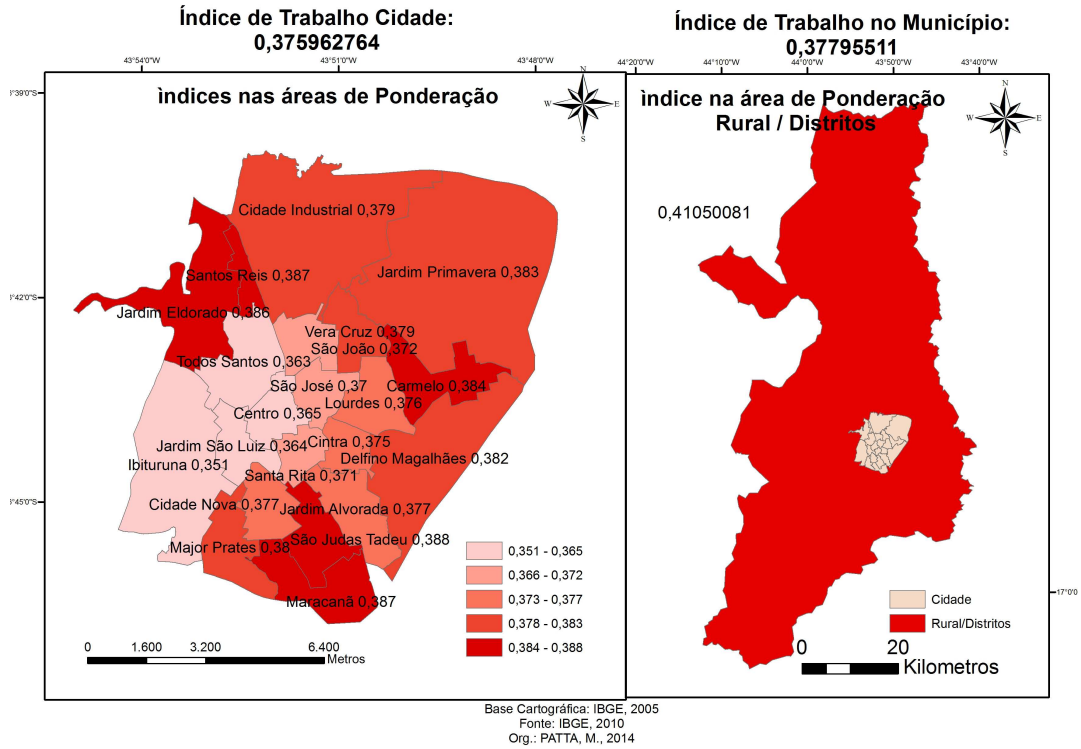 Índice de Trabalho Cidade:
0,375962764
Índice de Trabalho no Município:
0,37795511
43°54'0"O
43°51'0"O
43°48'0"O
44°20'0"O
44°10'0"O
44°0'0"O
43°50'0"O
43°40'0"O
ìndices nas áreas de Ponderação
N
W
E
S
ìndice na área de Ponderação
Rural / Distritos
N
W
E
S
°39'0"S
°42'0"S
°45'0"S
17°0'0
Cidade Industrial 0,379
Jardim Primavera 0,383
Santos Reis 0,387
Jardim Eldorado 0,386
Vera Cruz 0,379
São João 0,372
Todos Santos 0,363
São José 0,37
Carmelo 0,384
Lourdes 0,376
Centro 0,365
Cintra 0,375
Jardim São Luiz 0,364
Delfino Magalhães 0,382
Ibituruna 0,351
Santa Rita 0,371
Cidade Nova 0,377
Jardim Alvorada 0,377
São Judas Tadeu 0,388
Major Prates 0,38
Maracanã 0,387
0,351 - 0,365
0,366 - 0,372
0,373 - 0,377
0,378 - 0,383
0,384 - 0,388
0
1.600
3.200
6.400
Metros
0,41050081
Cidade
Rural/Distritos
0
20
Kilometros
Base Cartográfica: IBGE, 2005
Fonte: IBGE, 2010
Org.: PATTA, M., 2014